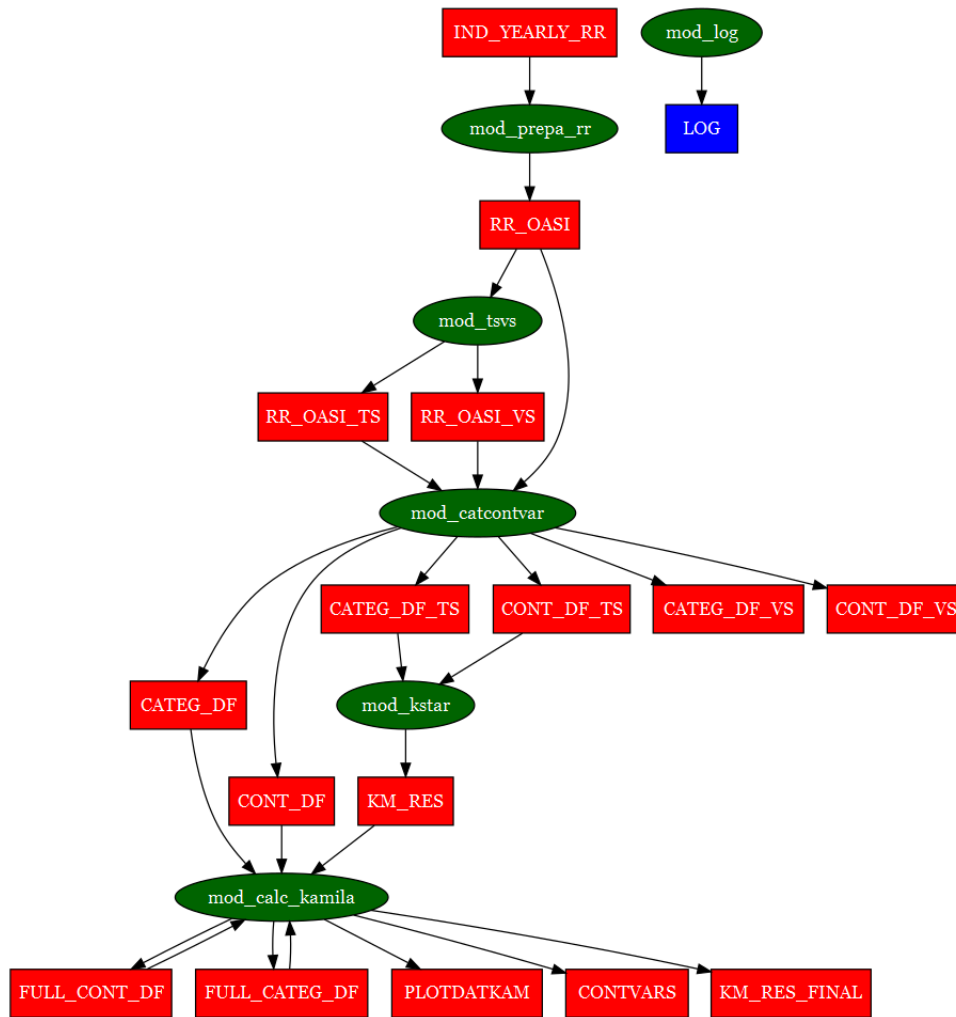 IND_YEARLY_RR
mod_log
mod_prepa_rr
LOG
RR_OASI
mod_tsvs
RR_OASI_TS
RR_OASI_VS
mod_catcontvar
CATEG_DF_TS
CONT_DF_TS
CATEG_DF_VS
CONT_DF_VS
CATEG_DF
mod_kstar
CONT_DF
KM_RES
mod_calc_kamila
FULL_CONT_DF
FULL_CATEG_DF
PLOTDATKAM
CONTVARS
KM_RES_FINAL